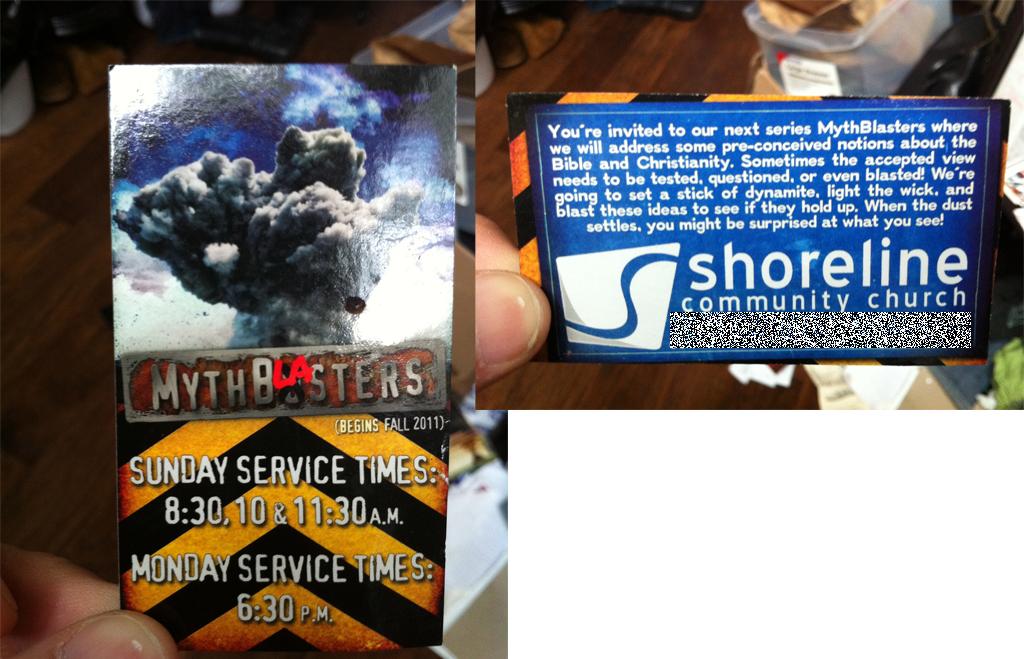 MYTHBLASTERS
(BEGINS FALL 2011)
SUNDAY SERVICE TIMES:
8:30, 10 & 11:30 A.M.
MONDAY SERVICE TIMES:
6:30 P.M.
You're invited to our next series MythBlasters where
we will address some pre-conceived notions about the
Bible and Christianity. Sometimes the accepted view
needs to be tested, questioned, or even blasted! We're
going to set a stick of dynamite, light the wick, and
blast these ideas to see if they hold up. When the dust
settles, you might be surprised at what you see!
shoreline
community church